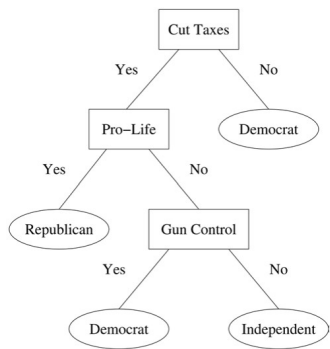 Cut Taxes
Yes
No
Pro−Life
Democrat
Yes
No
Republican
Gun Control
Yes
No
Democrat
Independent